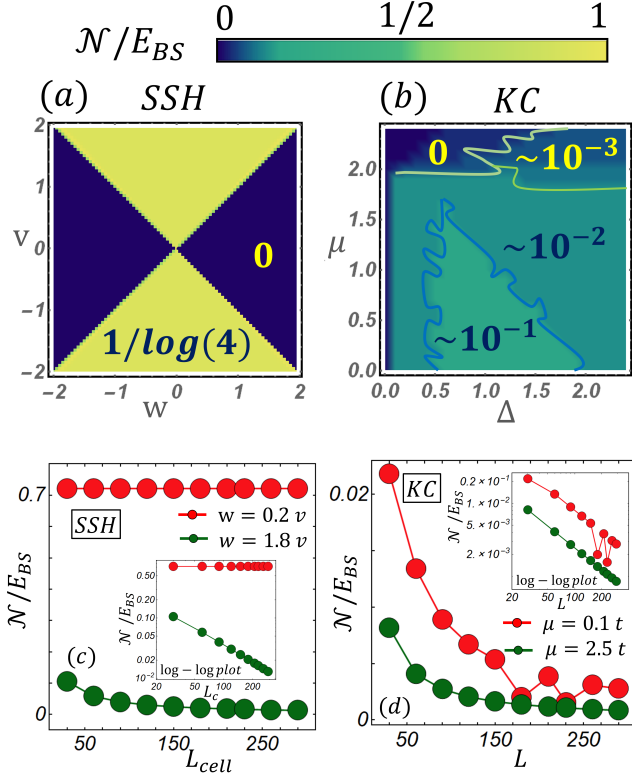 0 1/2 1
𝒩/E_BS
(a) SSH
2
1
0
−1
−2
v
0
1/log(4)
−2 −1 0 1 2
w
(b) KC
2.0
1.5
1.0
0.5
0.0
μ
0
~10⁻³
~10⁻²
~10⁻¹
0.0 0.5 1.0 1.5 2.0
Δ
0.7
0
𝒩/E_BS
SSH
w = 0.2 v
w = 1.8 v
0.50
0.10
0.05
0.02
10⁻²
𝒩/E_BS
log−log plot
20 50 100 200
L_c
(c)
50 150 250
L_cell
0.02
0
𝒩/E_BS
KC
0.2 × 10⁻¹
1. × 10⁻²
5. × 10⁻³
2. × 10⁻³
𝒩/E_BS
log−log plot
20 50 100 200
L
μ = 0.1 t
μ = 2.5 t
(d)
50 150 250
L